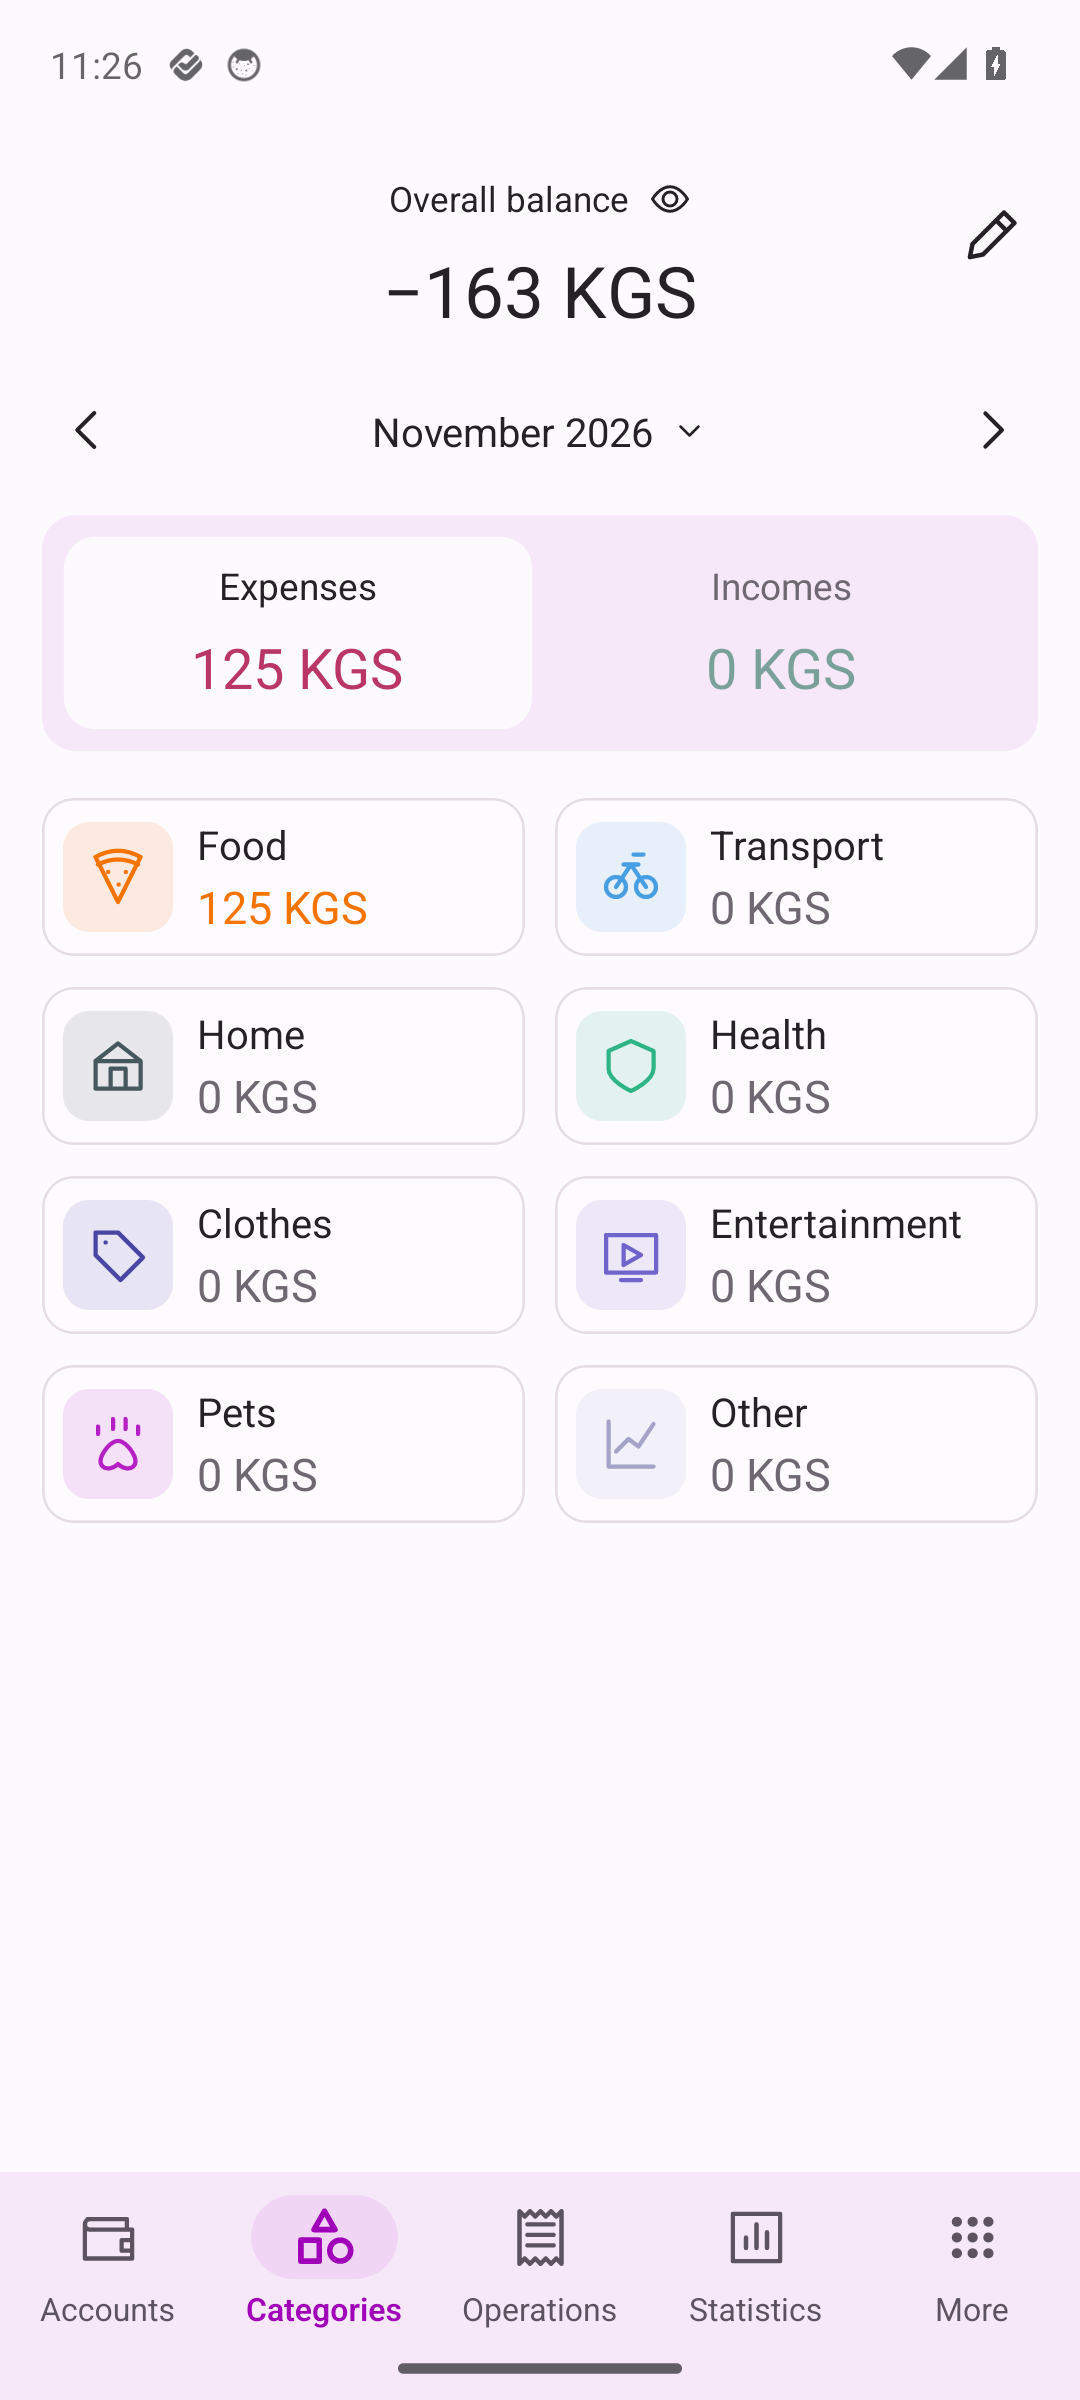 11:26
Overall balance
−163 KGS
November 2026
Expenses
125 KGS
Incomes
0 KGS
Food
125 KGS
Transport
0 KGS
Home
0 KGS
Health
0 KGS
Clothes
0 KGS
Entertainment
0 KGS
Pets
0 KGS
Other
0 KGS
Accounts
Categories
Operations
Statistics
More